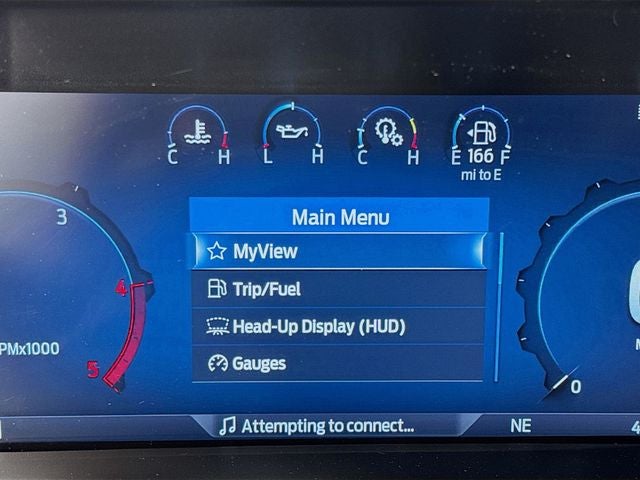 C H L H C H E 166 F
mi to E
3
Main Menu
MyView
4
Trip/Fuel
Head-Up Display (HUD)
PMx1000
5
Gauges
0
Attempting to connect...
NE
4